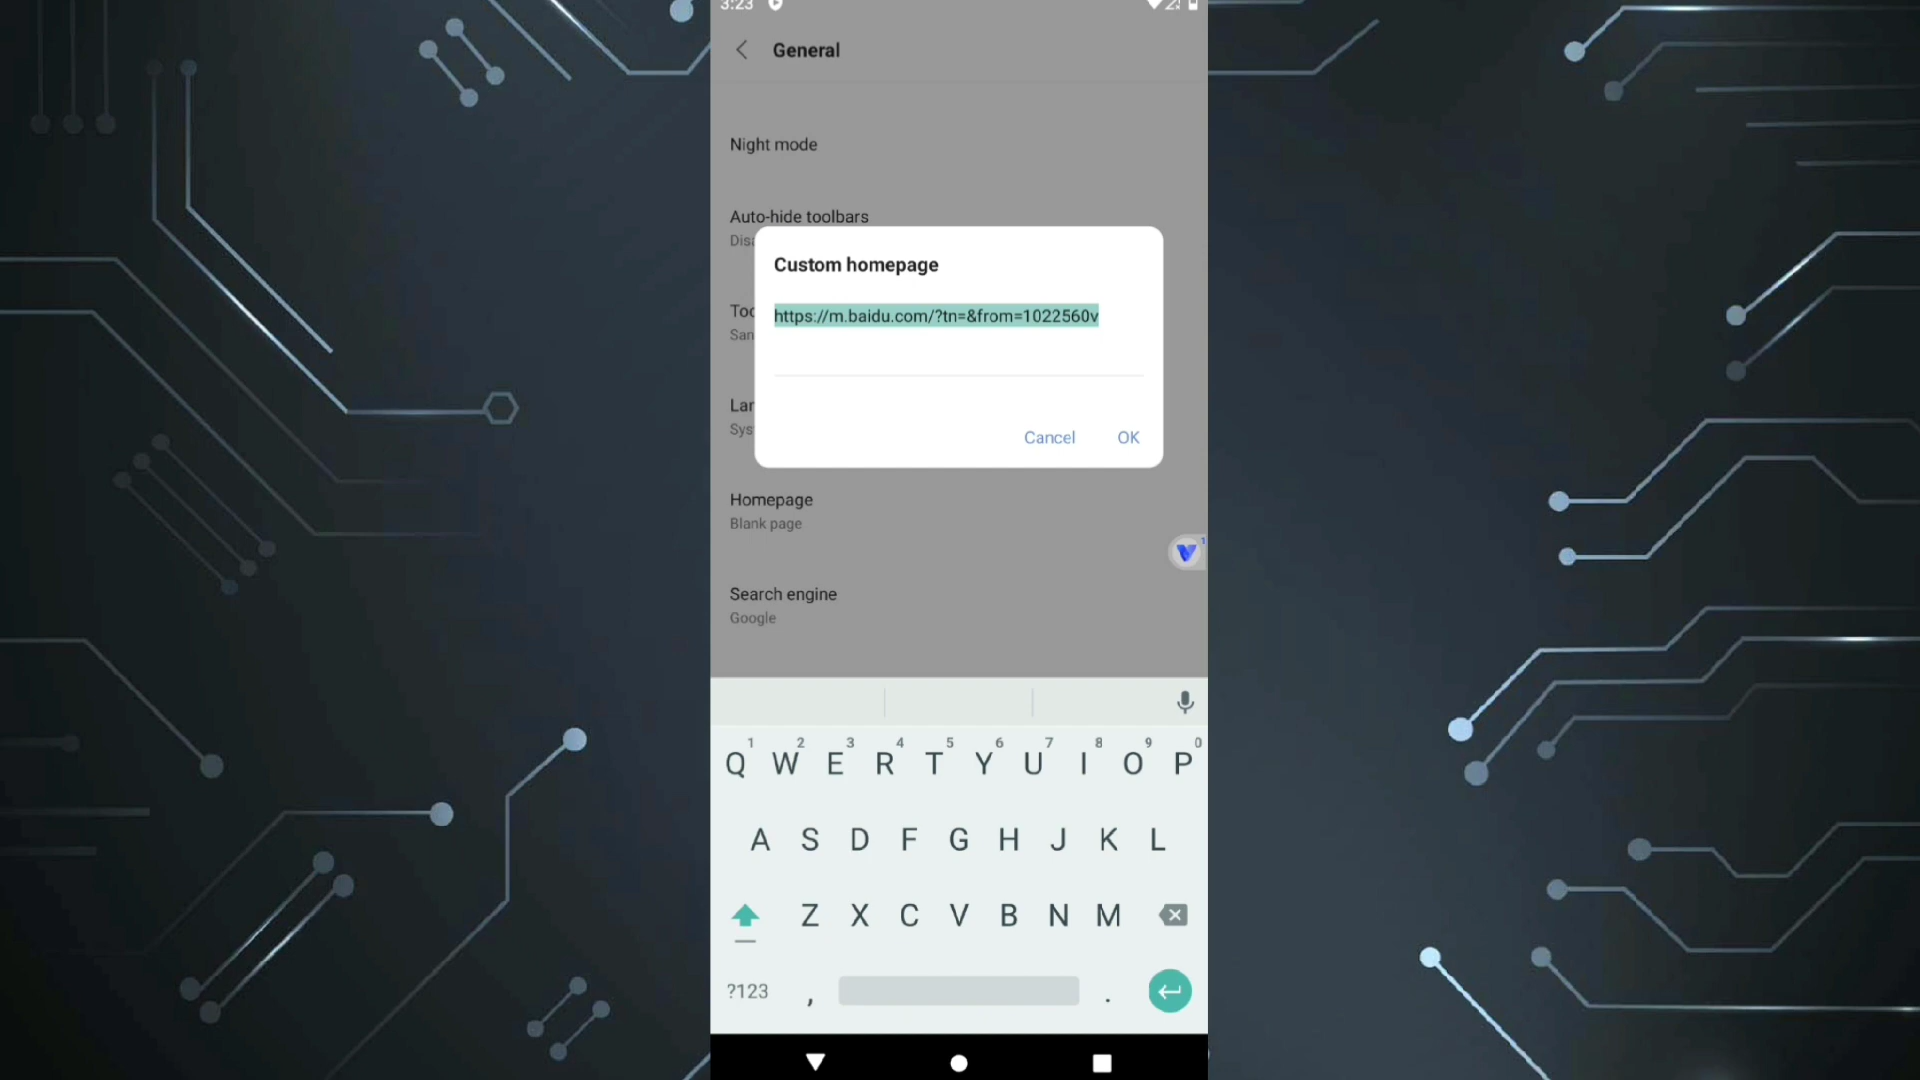 3:23
General
Night mode
Auto-hide toolbars
Custom homepage
https://m.baidu.com/?tn=&from=1022560v
Cancel OK
Homepage
Blank page
Search engine
Google
1 2 3 4 5 6 7 8 9 0
Q W E R T Y U I O P
A S D F G H J K L
Z X C V B N M
?123 , .